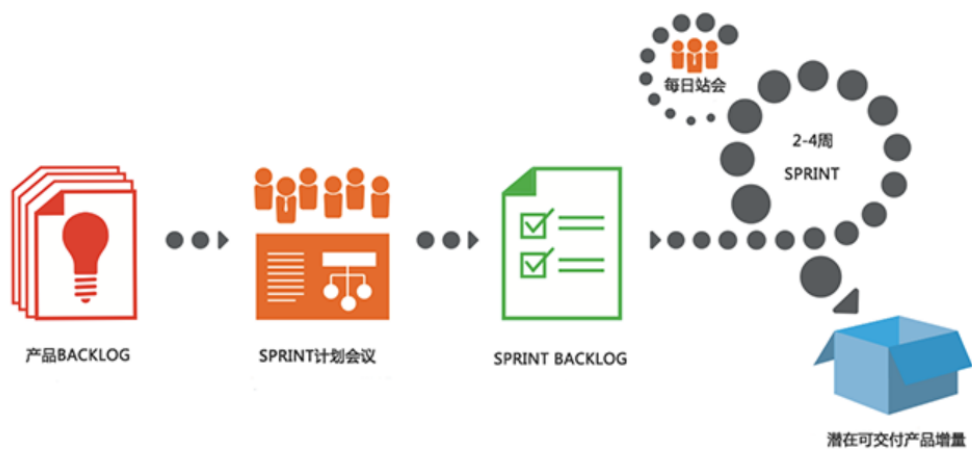 每日站会
2-4周
SPRINT
产品BACKLOG
SPRINT计划会议
SPRINT BACKLOG
潜在可交付产品增量